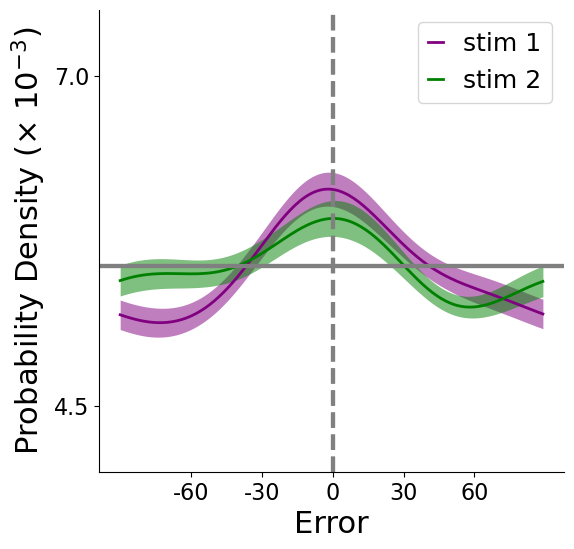 Probability Density (× 10⁻³)
7.0
4.5
stim 1
stim 2
-60 -30 0 30 60
Error